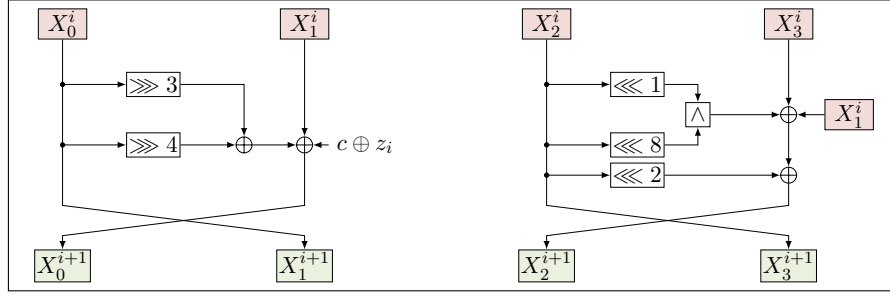 X_0^i X_1^i X_2^i X_3^i
⋙ 3 ⋘ 1
∧ X_1^i
⋙ 4 c ⊕ z_i ⋘ 8
⋘ 2
X_0^{i+1} X_1^{i+1} X_2^{i+1} X_3^{i+1}